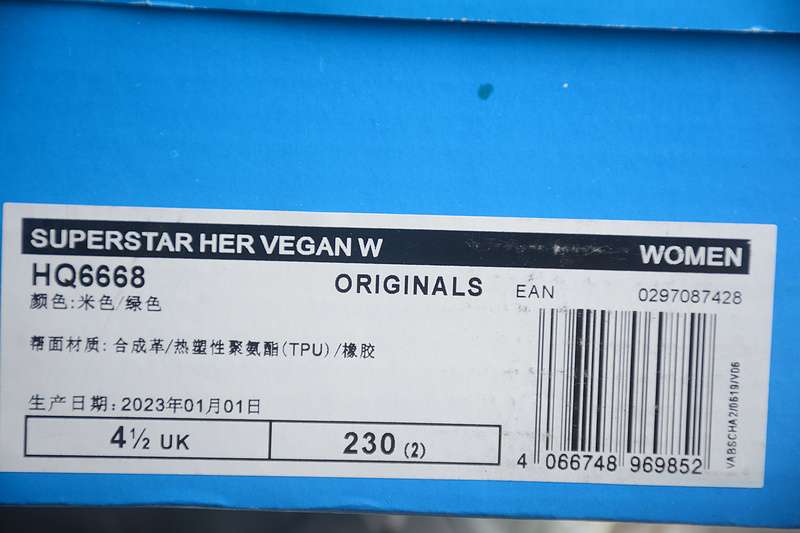 SUPERSTAR HER VEGAN W WOMEN
HQ6668 ORIGINALS EAN 0297087428
颜色:米色/绿色
帮面材质: 合成革/热塑性聚氨酯(TPU)/橡胶
生产日期: 2023年01月01日
4½ UK 230 (2)
4 066748 969852
VABSCHA2/0619/V06